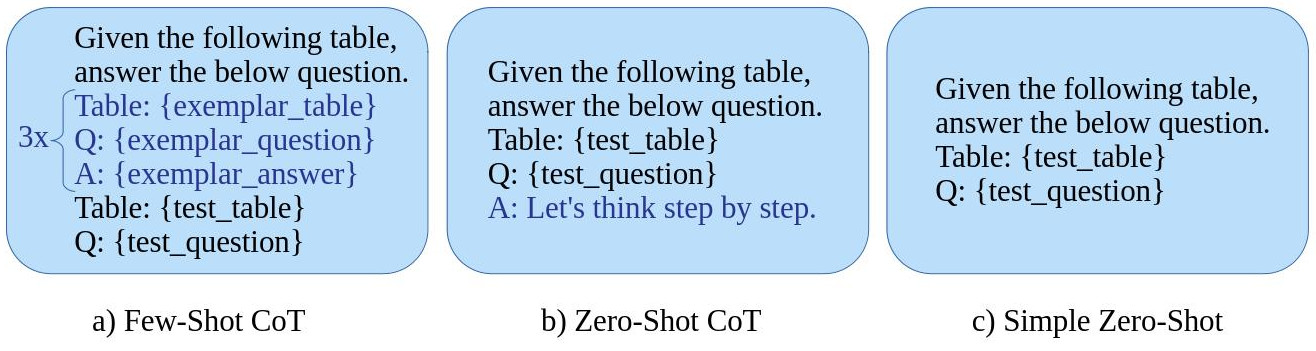 Given the following table,
answer the below question.
3x
Table: {exemplar_table}
Q: {exemplar_question}
A: {exemplar_answer}
Table: {test_table}
Q: {test_question}
a) Few-Shot CoT
Given the following table,
answer the below question.
Table: {test_table}
Q: {test_question}
A: Let's think step by step.
b) Zero-Shot CoT
Given the following table,
answer the below question.
Table: {test_table}
Q: {test_question}
c) Simple Zero-Shot